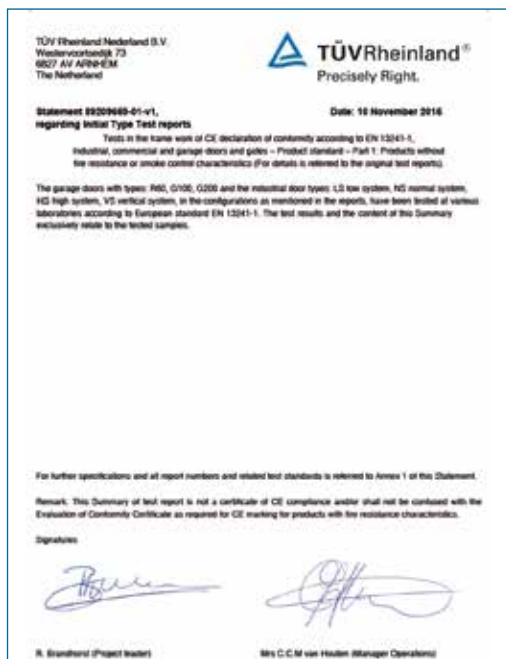 TÜV Rheinland Nederland B.V.
Westervoortsedijk 73
6827 AV ARNHEM
The Netherland
TÜVRheinland®
Precisely Right.
Statement 89209669-01-v1,
regarding Initial Type Test reports
Date: 10 November 2016
Tests in the frame work of CE declaration of conformity according to EN 13241-1,
Industrial, commercial and garage doors and gates – Product standard – Part 1: Products without
fire resistance or smoke control characteristics (For details is referred to the original test reports).
The garage doors with types: R60, G100, G200 and the industrial door types: LS low system, NS normal system,
HS high system, VS vertical system, in the configurations as mentioned in the reports, have been tested at various
laboratories according to European standard EN 13241-1. The test results and the content of this Summary
exclusively relate to the tested samples.
For further specifications and all report numbers and related test standards is referred to Annex 1 of this Statement.
Remark: This Summary of test report is not a certificate of CE compliance and/or shall not be confused with the
Evaluation of Conformity Certificate as required for CE marking for products with fire resistance characteristics.
Signatures
R. Brandhorst (Project leader)
Mrs C.C.M van Houten (Manager Operations)